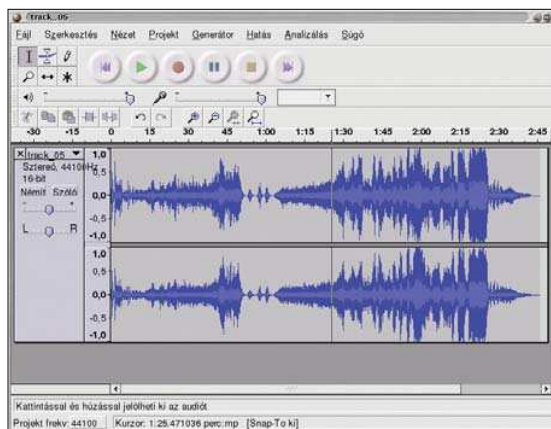 track_05
Fájl Szerkesztés Nézet Projekt Generátor Hatás Analizálás Súgó
-30 -15 0 15 30 45 1:00 1:15 1:30 1:45 2:00 2:15 2:30 2:45
track_05
Sztereó, 44100Hz
16-bit
Némít Szóló
- +
L R
1,0
0,5
0,0
-0,5
-1,0
1,0
0,5
0,0
-0,5
-1,0
Kattintással és húzással jelölheti ki az audiót
Projekt frekv: 44100 Kurzor: 1:25.471036 perc:mp [Snap-To ki]